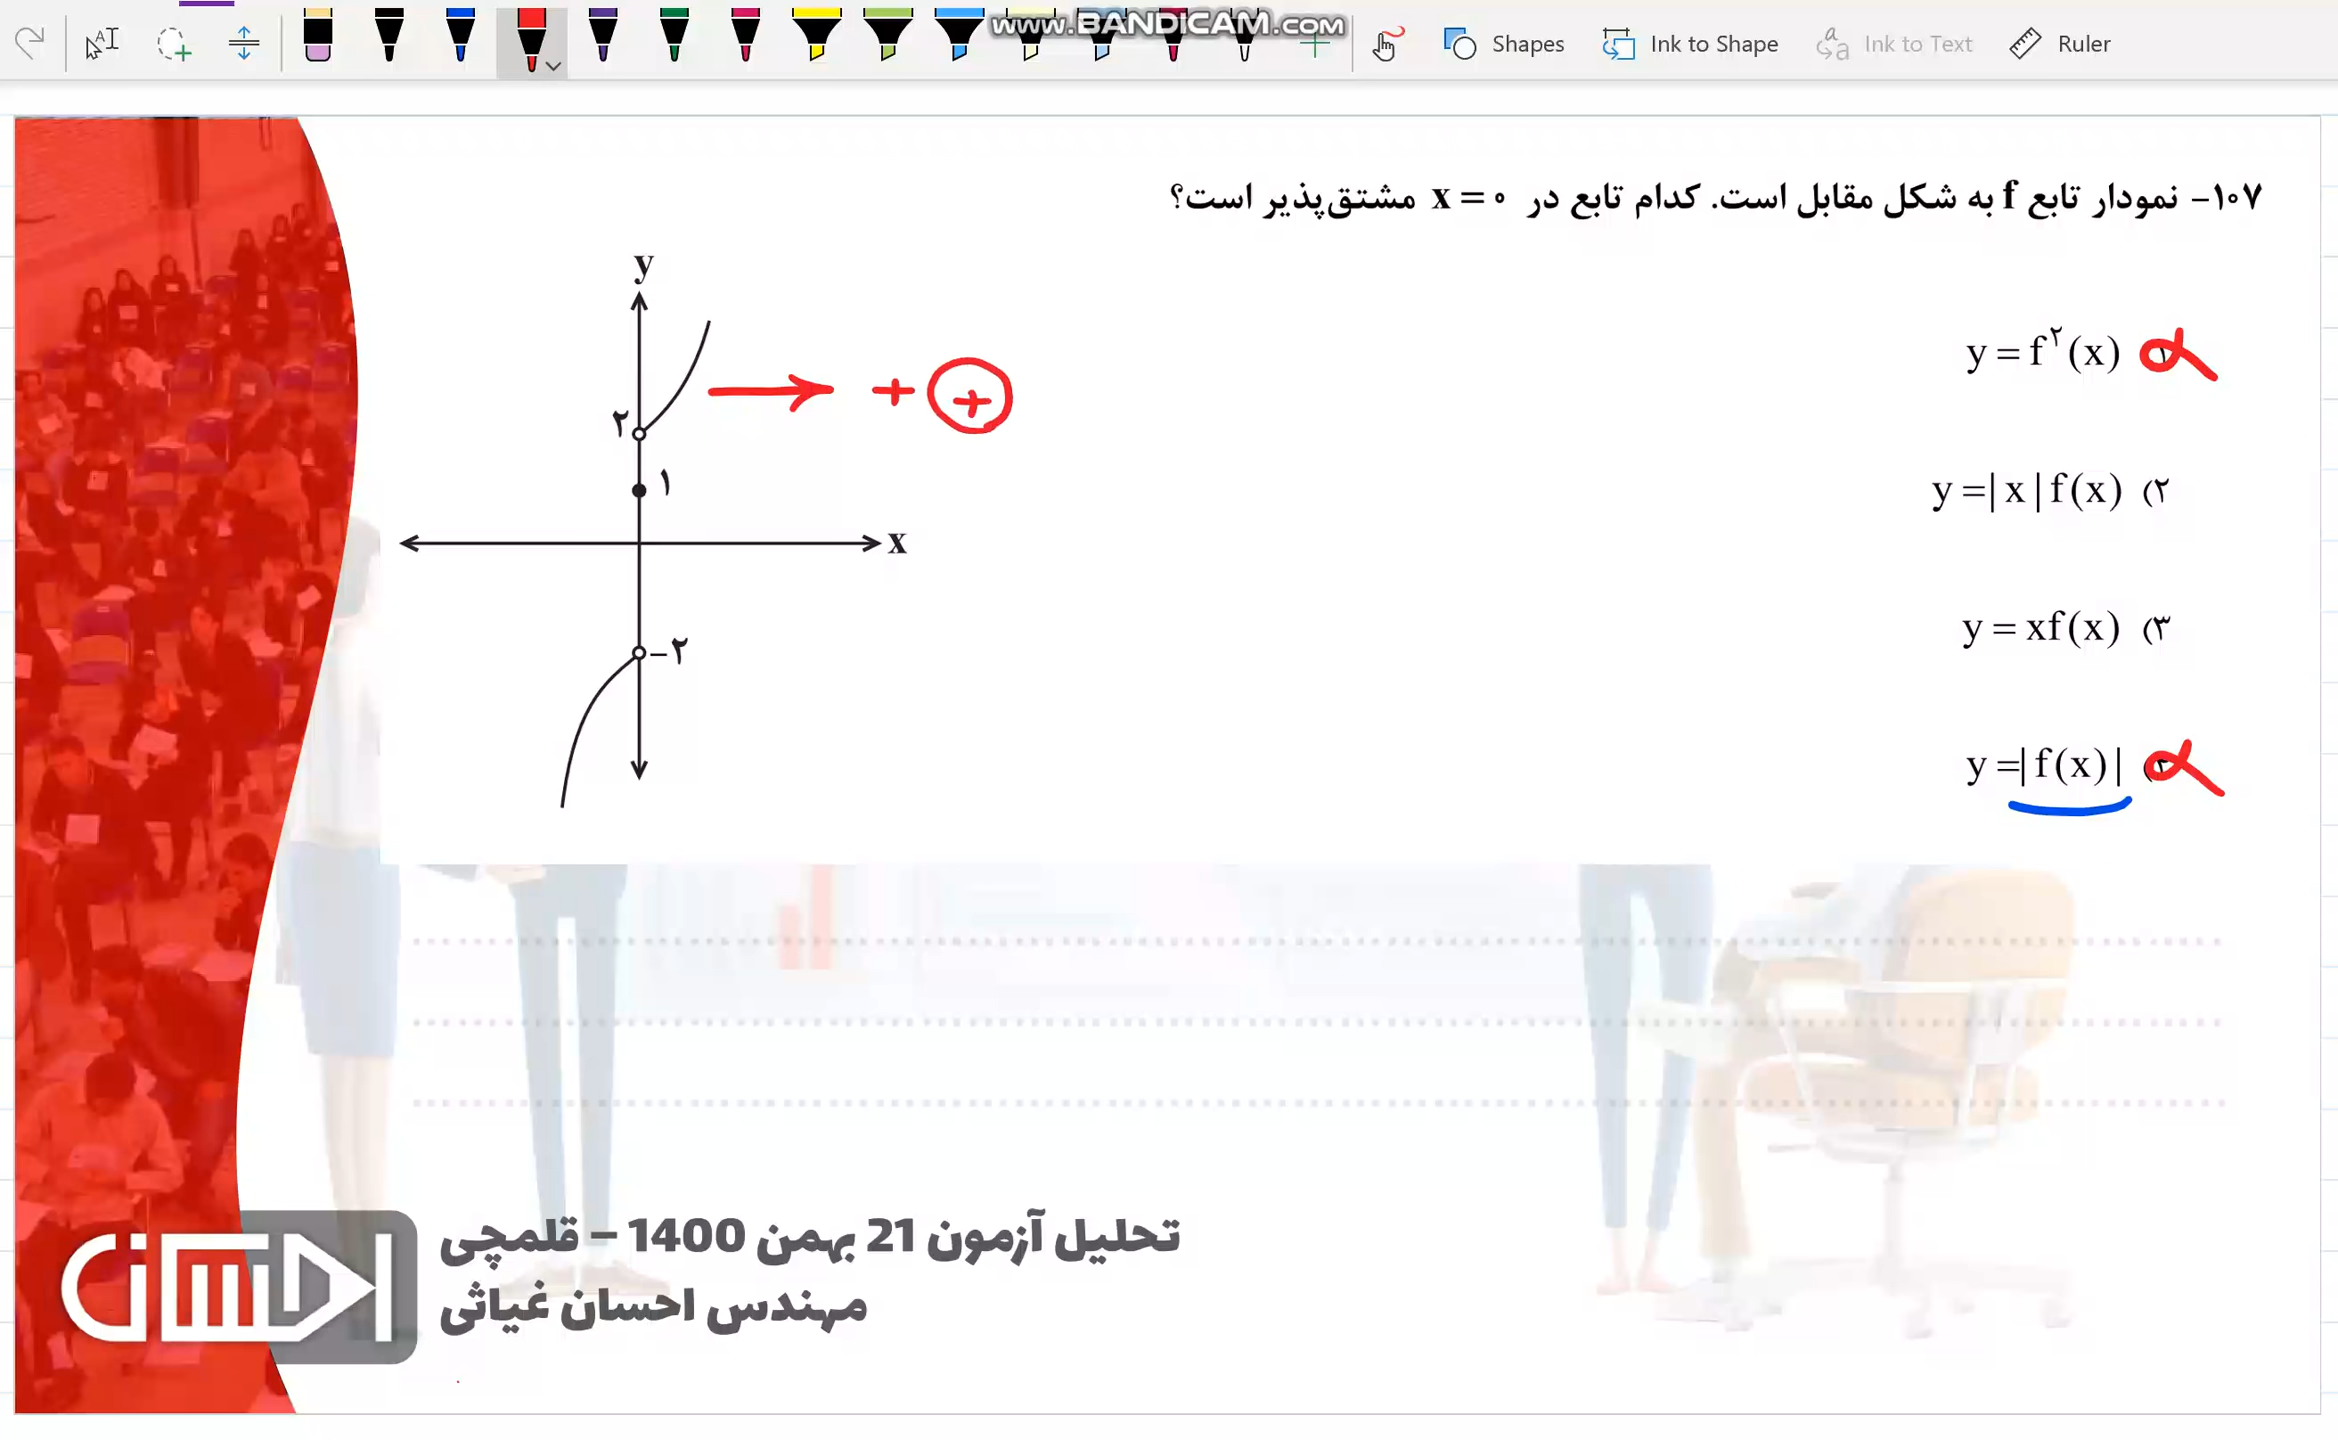 www.BANDICAM.com
Shapes
Ink to Shape
Ink to Text
Ruler
۱۰۷- نمودار تابع f به شکل مقابل است. کدام تابع در x = ۰ مشتق‌پذیر است؟
y = f^۲(x)
y =| x | f(x) (۲
y = xf(x) (۳
y =| f(x) |
y
۲
+ +
۱
x
-۲
تحلیل آزمون 21 بهمن 1400 – قلمچی
مهندس احسان غیاثی